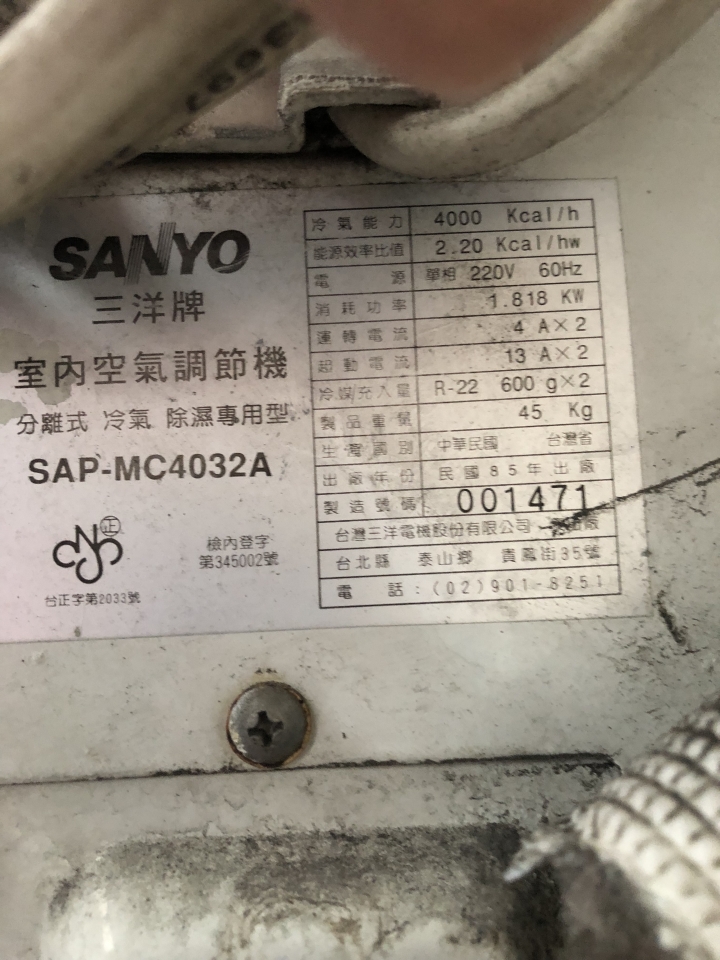 SANYO
三洋牌
室內空氣調節機
分離式 冷氣 除濕專用型
SAP-MC4032A
正
台正字第2033號
檢內登字
第345002號
冷氣能力 4000 Kcal/h
能源效率比值 2.20 Kcal/hw
電源 單相 220V 60Hz
消耗功率 1.818 KW
運轉電流 4 A×2
起動電流 13 A×2
冷媒充入量 R-22 600 g×2
製品重量 45 Kg
生產國別 中華民國 台灣省
出廠年份 民國85年出廠
製造號碼 001471
台灣三洋電機股份有限公司
台北縣 泰山鄉 貴鳳街35號
電話:(02)901-8251